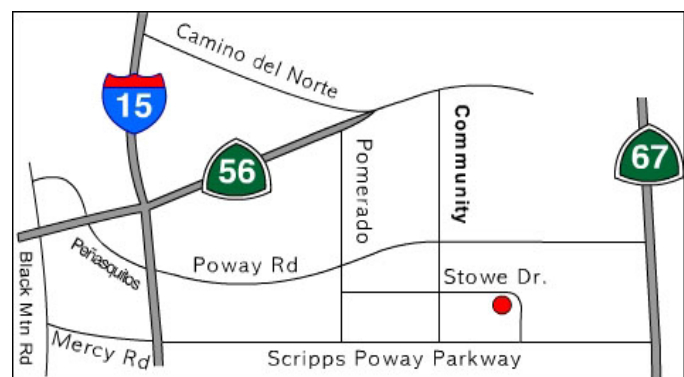 Camino del Norte
15
56
67
Community
Pomerado
Peñasquitos
Black Mtn Rd
Poway Rd
Stowe Dr.
Mercy Rd
Scripps Poway Parkway